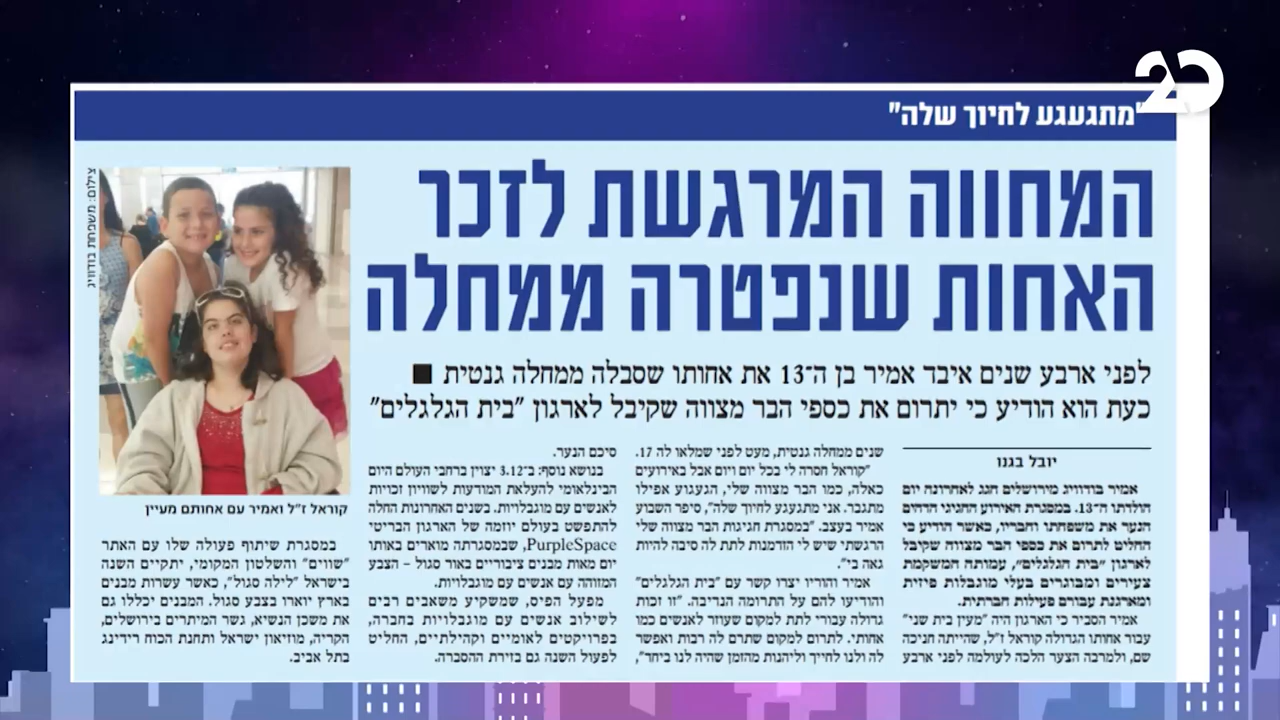 20
"מתגעגע לחיוך שלה"
המחווה המרגשת לזכר
האחות שנפטרה ממחלה
לפני ארבע שנים איבד אמיר בן ה־13 את אחותו שסבלה ממחלה גנטית ■
כעת הוא הודיע כי יתרום את כספי הבר מצווה שקיבל לארגון "בית הגלגלים"
יובל בגנו
אמיר בודוויג מירושלים חגג לאחרונה יום
הולדתו ה־13. במסגרת האירוע החגיגי הדהים
הנער את משפחתו וחבריו, כאשר הודיע כי
החליט לתרום את כספי הבר מצווה שקיבל
לארגון "בית הגלגלים", עמותה המשקמת
צעירים ומבוגרים בעלי מוגבלות פיזית
ומארגנת עבורם פעילות חברתית.
אמיר הסביר כי הארגון היה "מעין בית שני"
עבור אחותו הגדולה קוראל ז"ל, שהייתה חניכה
שם, ולמרבה הצער הלכה לעולמה לפני ארבע
שנים ממחלה גנטית, מעט לפני שמלאו לה 17.
"קוראל חסרה לי בכל יום ויום אבל באירועים
כאלה, כמו הבר מצווה שלי, הגעגוע אפילו
מתגבר. אני מתגעגע לחיוך שלה", סיפר השבוע
אמיר בעצב. "במסגרת חגיגות הבר מצווה שלי
הרגשתי שיש לי הזדמנות לתת לה סיבה להיות
גאה בי".
אמיר והוריו יצרו קשר עם "בית הגלגלים"
והודיעו להם על התרומה הנדיבה. "זו זכות
גדולה עבורי לתת למקום שעוזר לאנשים כמו
אחותי. לתרום למקום שתרם לה רבות ואפשר
לה ולנו לחייך וליהנות מהזמן שהיה לנו ביחד",
סיכם הנער.
בנושא נוסף: ב־3.12 יצוין ברחבי העולם היום
הבינלאומי להעלאת המודעות לשוויון זכויות
לאנשים עם מוגבלויות. בשנים האחרונות החלה
להתפשט בעולם יוזמה של הארגון הבריטי
PurpleSpace, שבמסגרתה מוארים באותו
יום מאות מבנים ציבוריים באור סגול – הצבע
המזוהה עם אנשים עם מוגבלויות.
מפעל הפיס, שמשקיע משאבים רבים
לשילוב אנשים עם מוגבלויות בחברה,
בפרויקטים לאומיים וקהילתיים, החליט
לפעול השנה גם בזירת ההסברה.
צילום: משפחת בודוויג
קוראל ז"ל ואמיר עם אחותם מעיין
במסגרת שיתוף פעולה שלו עם האתר
"שווים" והשלטון המקומי, יתקיים השנה
בישראל "לילה סגול", כאשר עשרות מבנים
בארץ יוארו בצבע סגול. המבנים יכללו גם
את משכן הנשיא, גשר המיתרים בירושלים,
הקריה, מוזיאון ישראל ותחנת הכוח רידינג
בתל אביב.